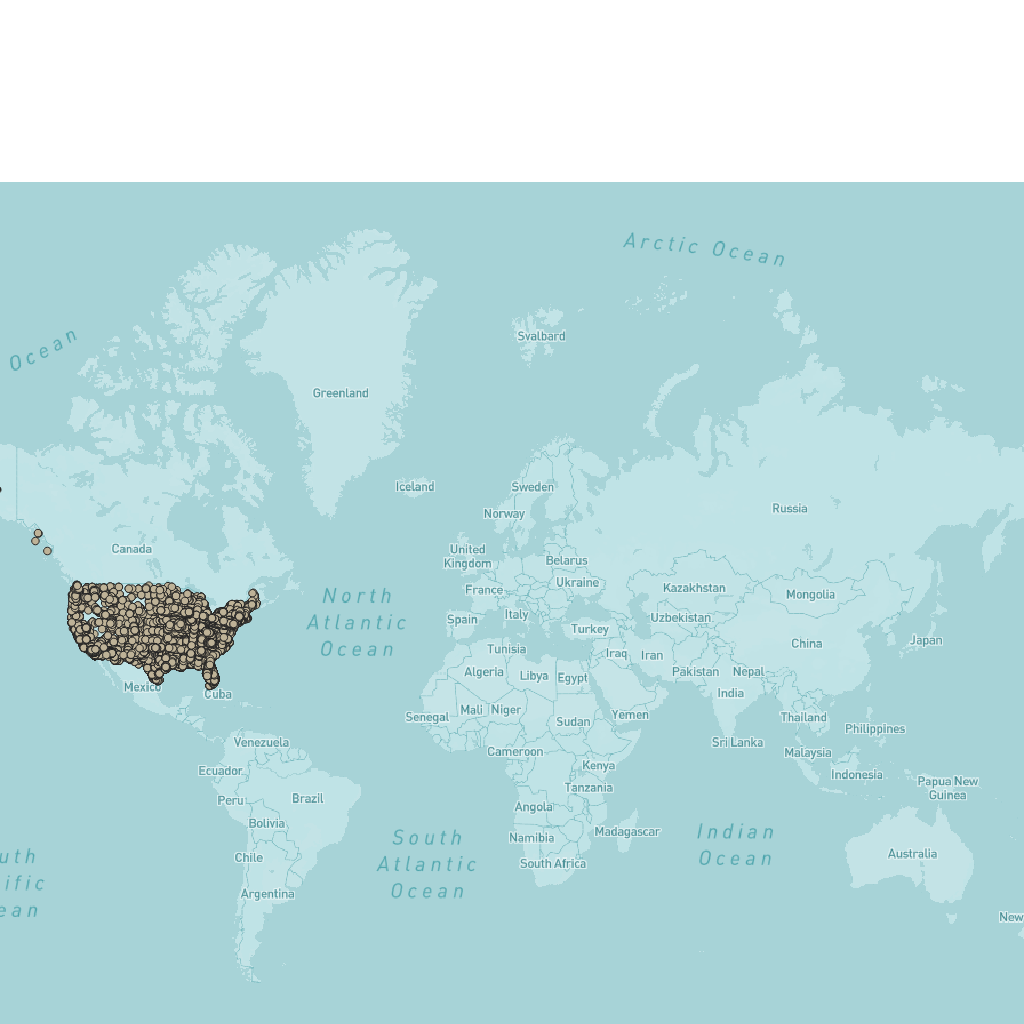 Arctic Ocean
Ocean
Svalbard
Greenland
Iceland
Sweden
Norway
Russia
Canada
United
Kingdom
Belarus
Ukraine
France
Kazakhstan
Mongolia
North
Atlantic
Ocean
Italy
Spain
Uzbekistan
Turkey
China
Japan
Tunisia
Iraq
Iran
Algeria
Libya
Egypt
Pakistan
Nepal
Mexico
Cuba
India
Senegal
Mali
Niger
Sudan
Yemen
Thailand
Philippines
Venezuela
Cameroon
Sri Lanka
Malaysia
Ecuador
Kenya
Indonesia
Papua New
Guinea
Tanzania
Peru
Brazil
Angola
Bolivia
Namibia
Madagascar
Indian
Ocean
South
Atlantic
Ocean
Chile
South Africa
Australia
uth
ific
ean
Argentina
New